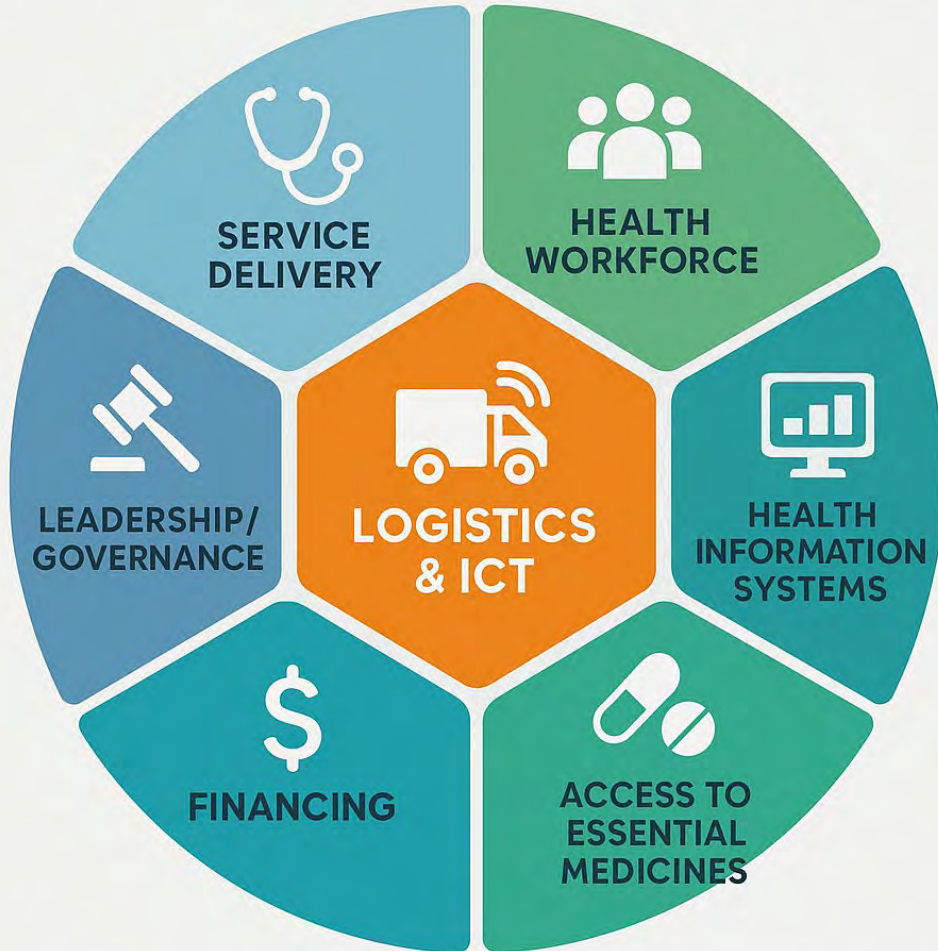 SERVICE
DELIVERY
HEALTH
WORKFORCE
LEADERSHIP/
GOVERNANCE
LOGISTICS
& ICT
HEALTH
INFORMATION
SYSTEMS
$
FINANCING
ACCESS TO
ESSENTIAL
MEDICINES